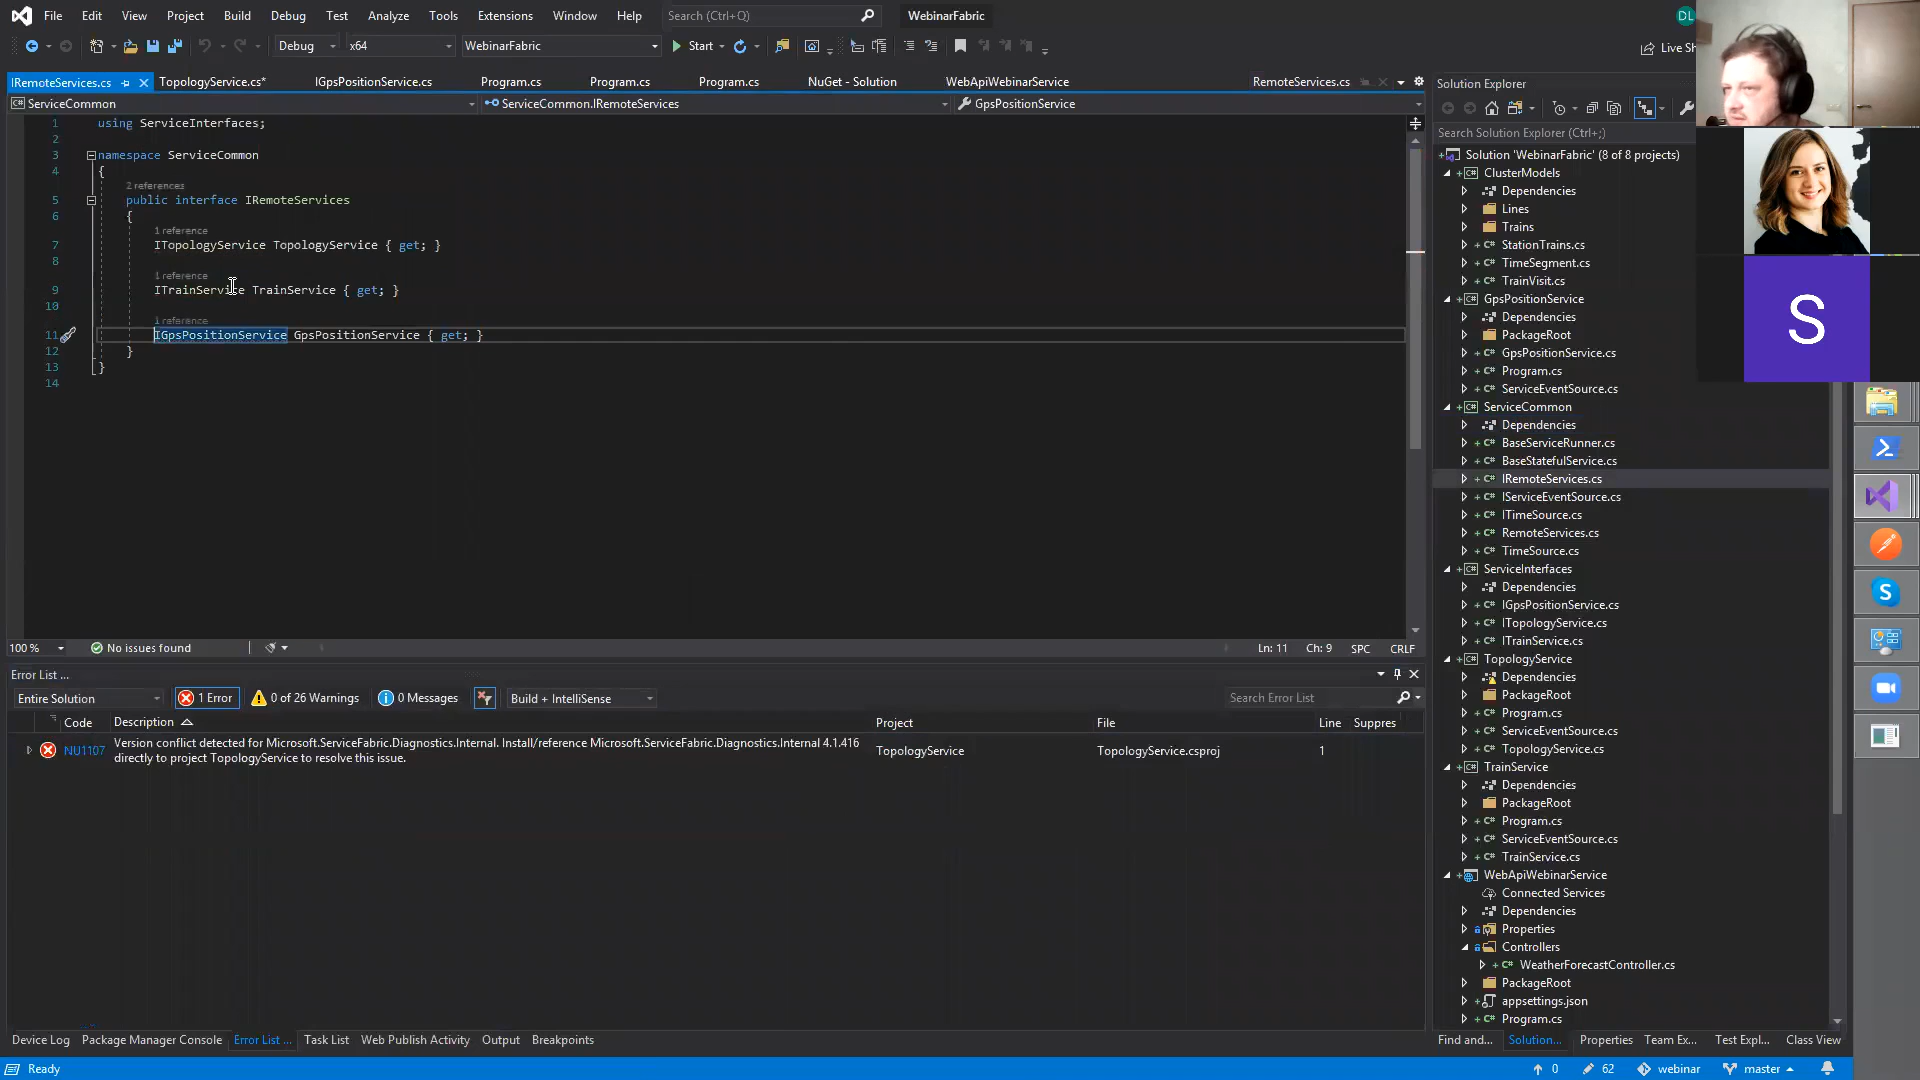 File Edit View Project Build Debug Test Analyze Tools Extensions Window Help Search (Ctrl+Q) WebinarFabric DL
Debug x64 WebinarFabric Start Live Sh
IRemoteServices.cs TopologyService.cs* IGpsPositionService.cs Program.cs Program.cs Program.cs NuGet - Solution WebApiWebinarService RemoteServices.cs
ServiceCommon ServiceCommon.IRemoteServices GpsPositionService
1 using ServiceInterfaces;
2
3 namespace ServiceCommon
4 {
2 references
5 public interface IRemoteServices
6 {
1 reference
7 ITopologyService TopologyService { get; }
8
1 reference
9 ITrainService TrainService { get; }
10
1 reference
11 IGpsPositionService GpsPositionService { get; }
12 }
13 }
14
100 % No issues found Ln: 11 Ch: 9 SPC CRLF
Error List ...
Entire Solution 1 Error 0 of 26 Warnings 0 Messages Build + IntelliSense Search Error List
Code Description Project File Line Suppres
NU1107 Version conflict detected for Microsoft.ServiceFabric.Diagnostics.Internal. Install/reference Microsoft.ServiceFabric.Diagnostics.Internal 4.1.416 directly to project TopologyService to resolve this issue. TopologyService TopologyService.csproj 1
Device Log Package Manager Console Error List ... Task List Web Publish Activity Output Breakpoints
Solution Explorer
Search Solution Explorer (Ctrl+;)
Solution 'WebinarFabric' (8 of 8 projects)
ClusterModels
Dependencies
Lines
Trains
StationTrains.cs
TimeSegment.cs
TrainVisit.cs
GpsPositionService
Dependencies
PackageRoot
GpsPositionService.cs
Program.cs
ServiceEventSource.cs
ServiceCommon
Dependencies
BaseServiceRunner.cs
BaseStatefulService.cs
IRemoteServices.cs
IServiceEventSource.cs
ITimeSource.cs
RemoteServices.cs
TimeSource.cs
ServiceInterfaces
Dependencies
IGpsPositionService.cs
ITopologyService.cs
ITrainService.cs
TopologyService
Dependencies
PackageRoot
Program.cs
ServiceEventSource.cs
TopologyService.cs
TrainService
Dependencies
PackageRoot
Program.cs
ServiceEventSource.cs
TrainService.cs
WebApiWebinarService
Connected Services
Dependencies
Properties
Controllers
WeatherForecastController.cs
PackageRoot
appsettings.json
Program.cs
Find and... Solution... Properties Team Ex... Test Expl... Class View
S
Ready 0 62 webinar master